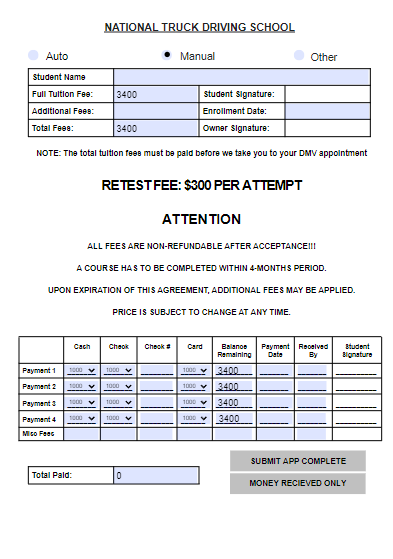 NATIONAL TRUCK DRIVING SCHOOL
Auto Manual Other
Student Name
Full Tuition Fee: 3400 Student Signature:
Additional Fees: Enrollment Date:
Total Fees: 3400 Owner Signature:
NOTE: The total tuition fees must be paid before we take you to your DMV appointment
RETEST FEE: $300 PER ATTEMPT
ATTENTION
ALL FEES ARE NON-REFUNDABLE AFTER ACCEPTANCE!!!
A COURSE HAS TO BE COMPLETED WITHIN 4-MONTHS PERIOD.
UPON EXPIRATION OF THIS AGREEMENT, ADDITIONAL FEES MAY BE APPLIED.
PRICE IS SUBJECT TO CHANGE AT ANY TIME.
Cash Check Check # Card Balance Remaining Payment Date Received By Student Signature
Payment 1 1000 1000 1000 3400
Payment 2 1000 1000 1000 3400
Payment 3 1000 1000 1000 3400
Payment 4 1000 1000 1000 3400
Misc Fees
SUBMIT APP COMPLETE
Total Paid: 0
MONEY RECIEVED ONLY